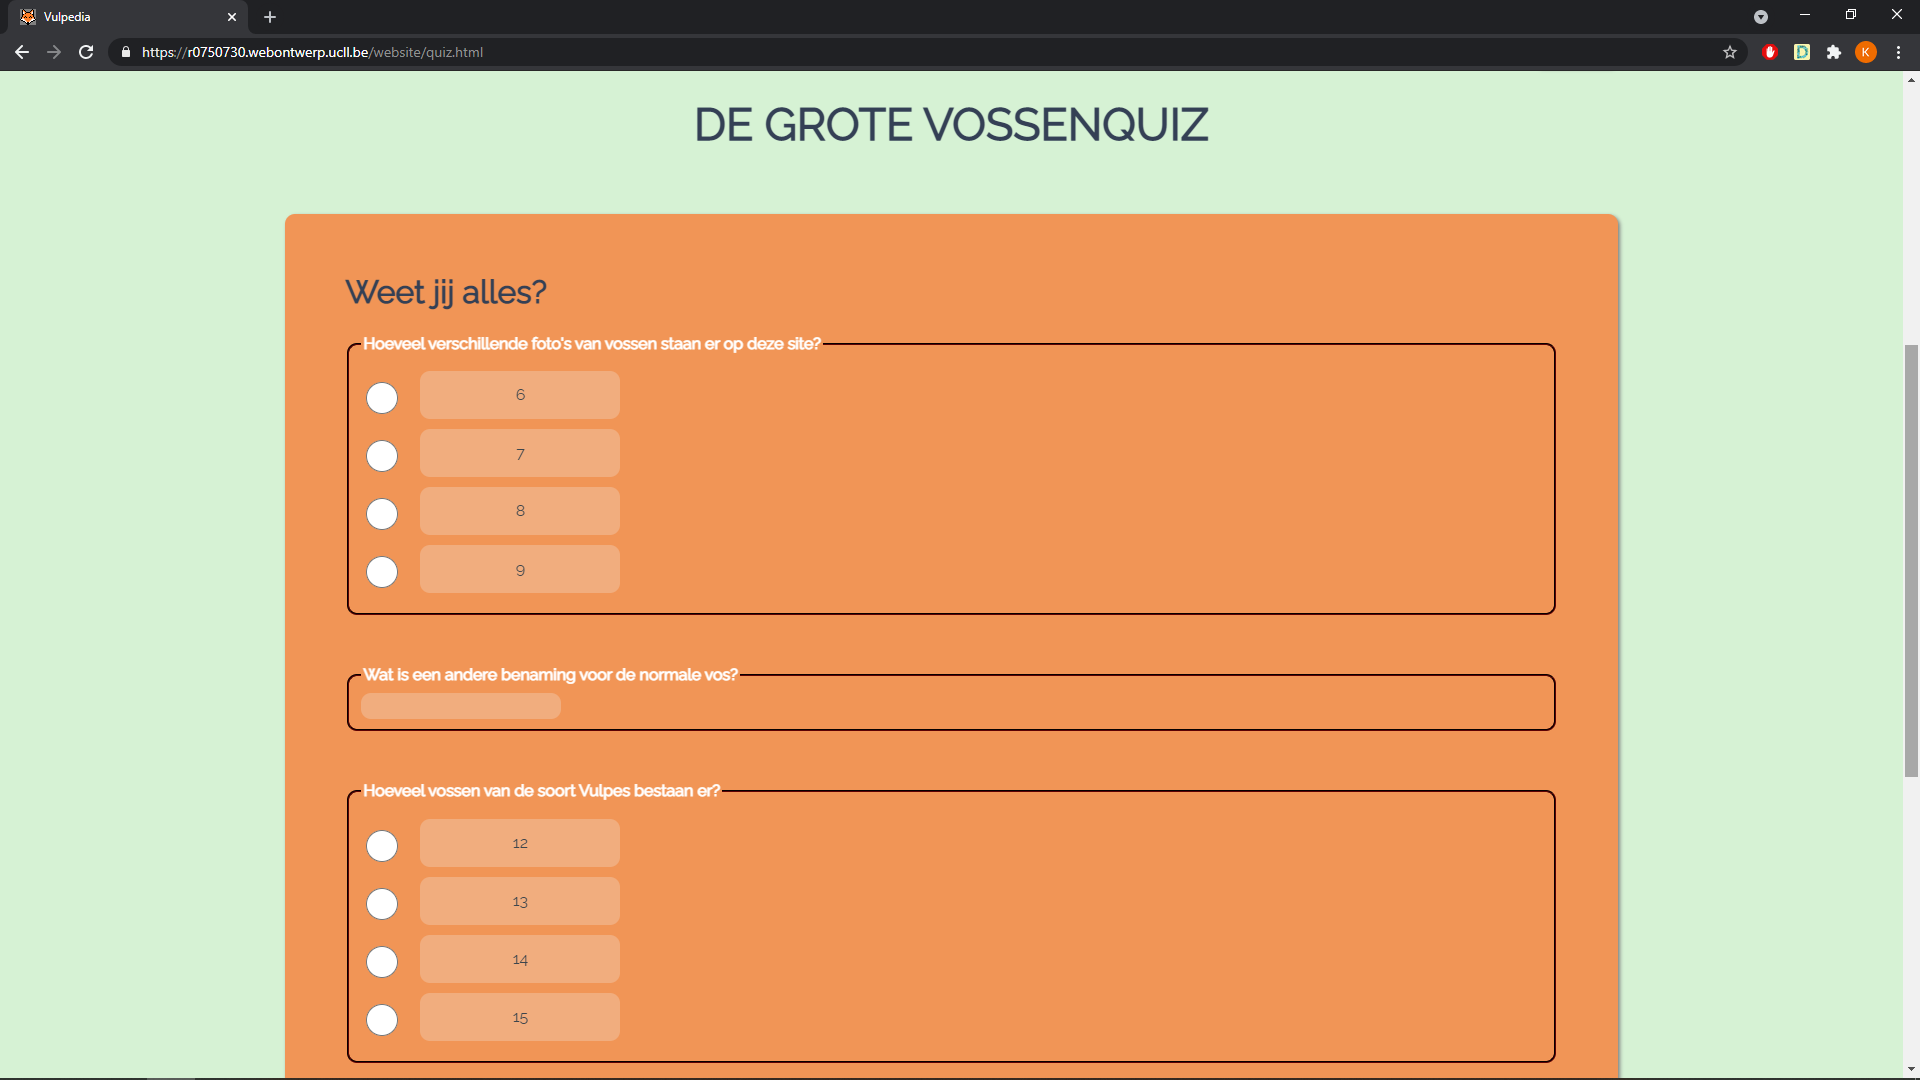 Vulpedia
https://r0750730.webontwerp.ucll.be/website/quiz.html
K
DE GROTE VOSSENQUIZ
Weet jij alles?
Hoeveel verschillende foto's van vossen staan er op deze site?
6
7
8
9
Wat is een andere benaming voor de normale vos?
Hoeveel vossen van de soort Vulpes bestaan er?
12
13
14
15